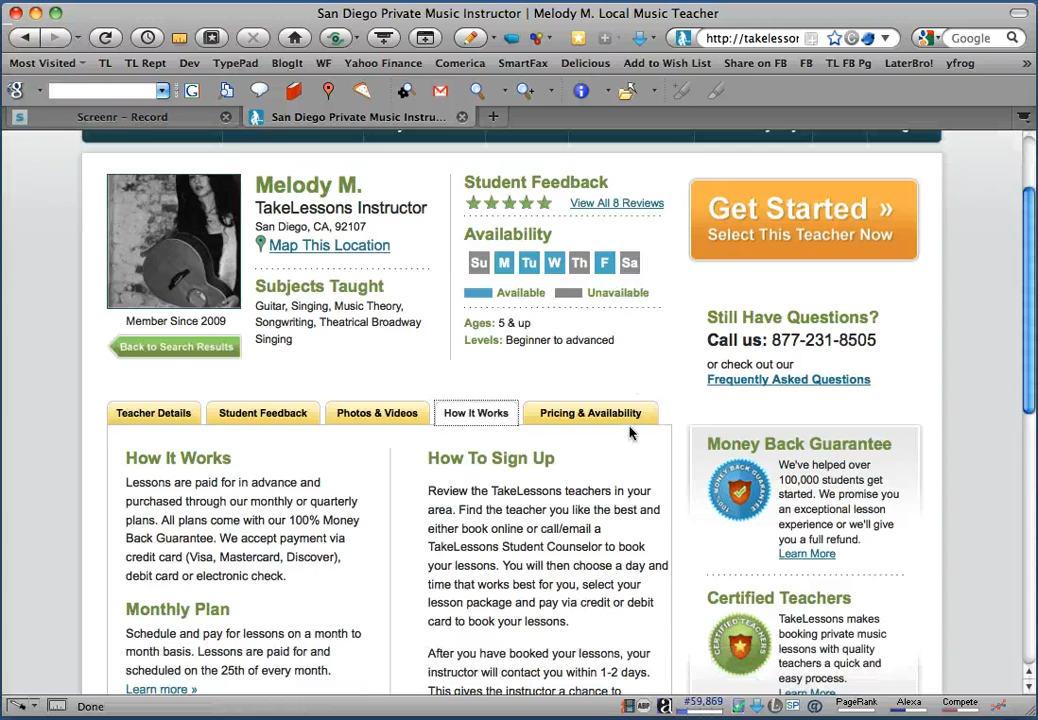 San Diego Private Music Instructor | Melody M. Local Music Teacher
http://takelessor
Google
Most Visited TL TL Rept Dev TypePad BlogIt WF Yahoo Finance Comerica SmartFax Delicious Add to Wish List Share on FB FB TL FB Pg LaterBro! yfrog »
Screenr - Record
San Diego Private Music Instru...
Melody M.
TakeLessons Instructor
San Diego, CA, 92107
Map This Location
Subjects Taught
Guitar, Singing, Music Theory,
Songwriting, Theatrical Broadway
Singing
Member Since 2009
Back to Search Results
Student Feedback
View All 8 Reviews
Availability
Su M Tu W Th F Sa
Available Unavailable
Ages: 5 & up
Levels: Beginner to advanced
Get Started »
Select This Teacher Now
Still Have Questions?
Call us: 877-231-8505
or check out our
Frequently Asked Questions
Teacher Details
Student Feedback
Photos & Videos
How It Works
Pricing & Availability
How It Works
Lessons are paid for in advance and
purchased through our monthly or quarterly
plans. All plans come with our 100% Money
Back Guarantee. We accept payment via
credit card (Visa, Mastercard, Discover),
debit card or electronic check.
Monthly Plan
Schedule and pay for lessons on a month to
month basis. Lessons are paid for and
scheduled on the 25th of every month.
Learn more »
How To Sign Up
Review the TakeLessons teachers in your
area. Find the teacher you like the best and
either book online or call/email a
TakeLessons Student Counselor to book
your lessons. You will then choose a day and
time that works best for you, select your
lesson package and pay via credit or debit
card to book your lessons.
After you have booked your lessons, your
instructor will contact you within 1-2 days.
This gives the instructor a chance to
Money Back Guarantee
We've helped over
100,000 students get
started. We promise you
an exceptional lesson
experience or we'll give
you a full refund.
Learn More
Certified Teachers
TakeLessons makes
booking private music
lessons with quality
teachers a quick and
easy process.
Learn More
Done
ABP
#59,869
SP
PageRank
Alexa
Compete